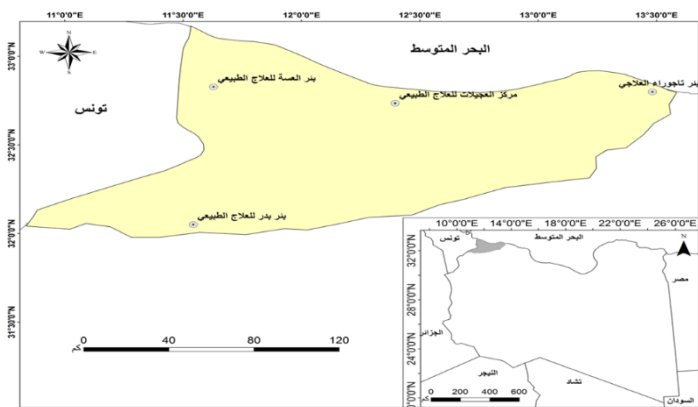 11°0'0"E 11°30'0"E 12°0'0"E 12°30'0"E 13°0'0"E 13°30'0"E
N
W E
S
33°0'0"N
32°30'0"N
32°0'0"N
31°30'0"N
البحر المتوسط
تونس
بئر العسة للعلاج الطبيعي
مركز العجيلات للعلاج الطبيعي
بئر تاجوراء العلاجي
بئر بدر للعلاج الطبيعي
0 40 80 120
كم
10°0'0"E 14°0'0"E 18°0'0"E 22°0'0"E 26°0'0"E
32°0'0"N
28°0'0"N
24°0'0"N
N
تونس
البحر المتوسط
مصر
الجزائر
النيجر
تشاد
السودان
0 200 400 600
كم